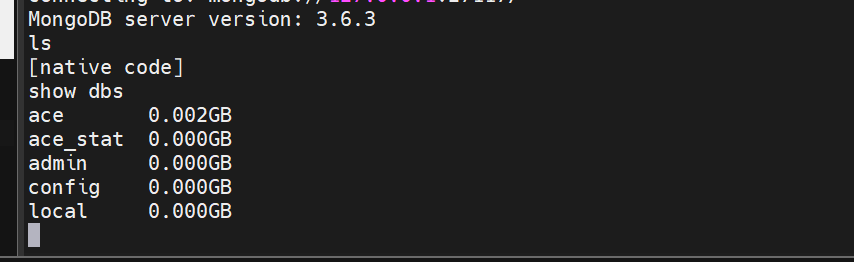 MongoDB server version: 3.6.3
ls
[native code]
show dbs
ace 0.002GB
ace_stat 0.000GB
admin 0.000GB
config 0.000GB
local 0.000GB